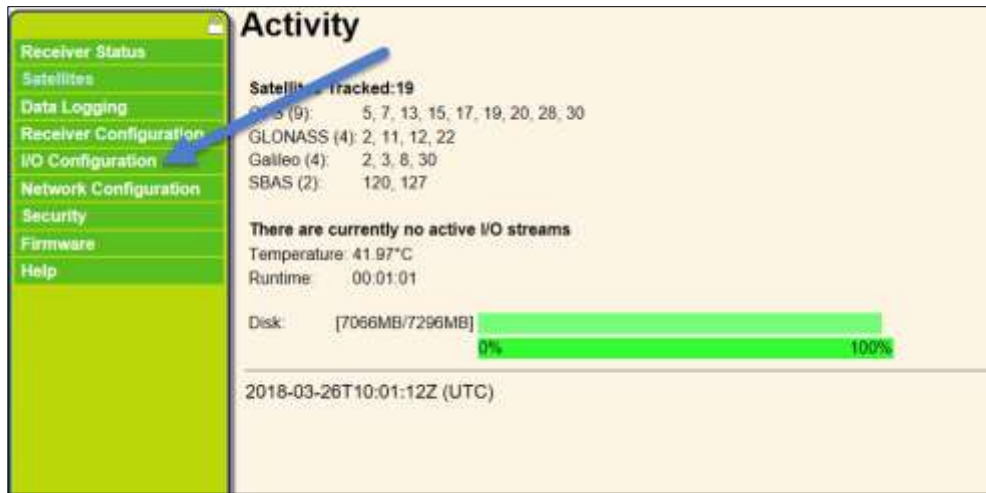 Activity
Receiver Status
Satellites
Data Logging
Receiver Configuration
I/O Configuration
Network Configuration
Security
Firmware
Help
Tracked:19
(9): 5, 7, 13, 15, 17, 19, 20, 28, 30
GLONASS (4): 2, 11, 12, 22
Galileo (4): 2, 3, 8, 30
SBAS (2): 120, 127
There are currently no active I/O streams
Temperature: 41.97°C
Runtime: 00:01:01
Disk: [7066MB/7296MB]
0% 100%
2018-03-26T10:01:12Z (UTC)